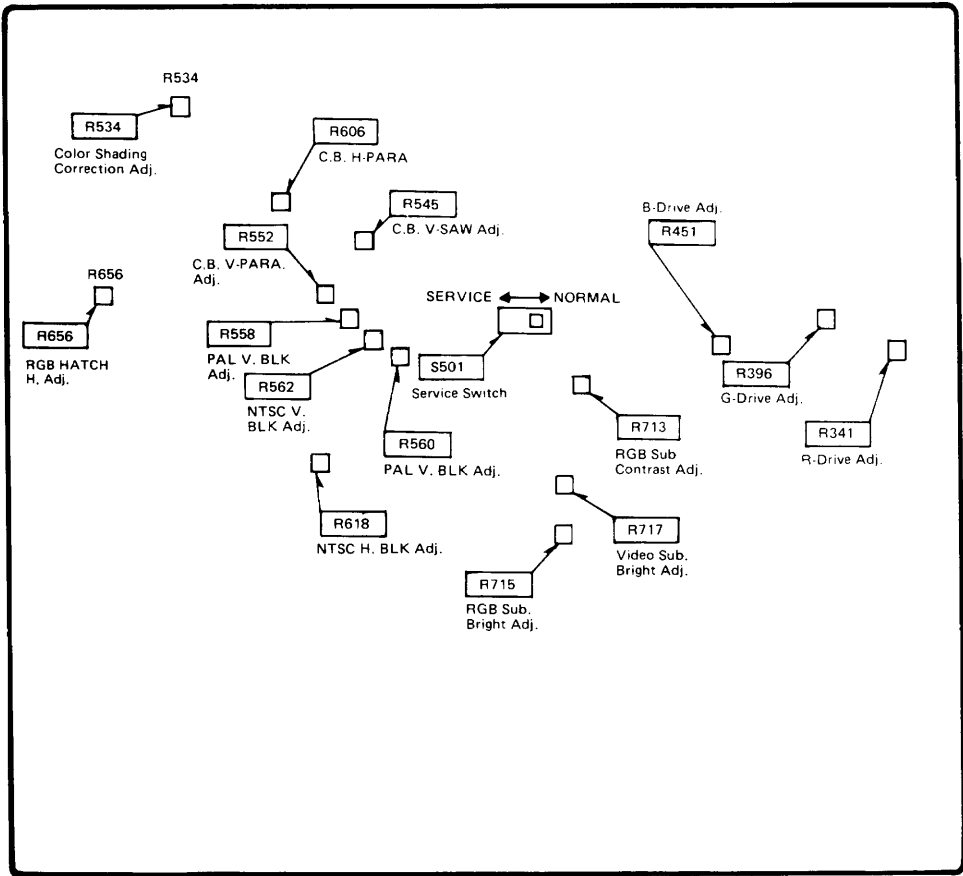 R534
R534
Color Shading
Correction Adj.
R606
C.B. H-PARA
R545
C.B. V-SAW Adj.
B-Drive Adj.
R451
R552
C.B. V-PARA.
Adj.
R656
R656
RGB HATCH
H. Adj.
SERVICE NORMAL
R558
PAL V. BLK
Adj.
R562
NTSC V.
BLK Adj.
S501
Service Switch
R396
G-Drive Adj.
R560
PAL V. BLK Adj.
R713
RGB Sub
Contrast Adj.
R341
R-Drive Adj.
R618
NTSC H. BLK Adj.
R717
Video Sub.
Bright Adj.
R715
RGB Sub.
Bright Adj.